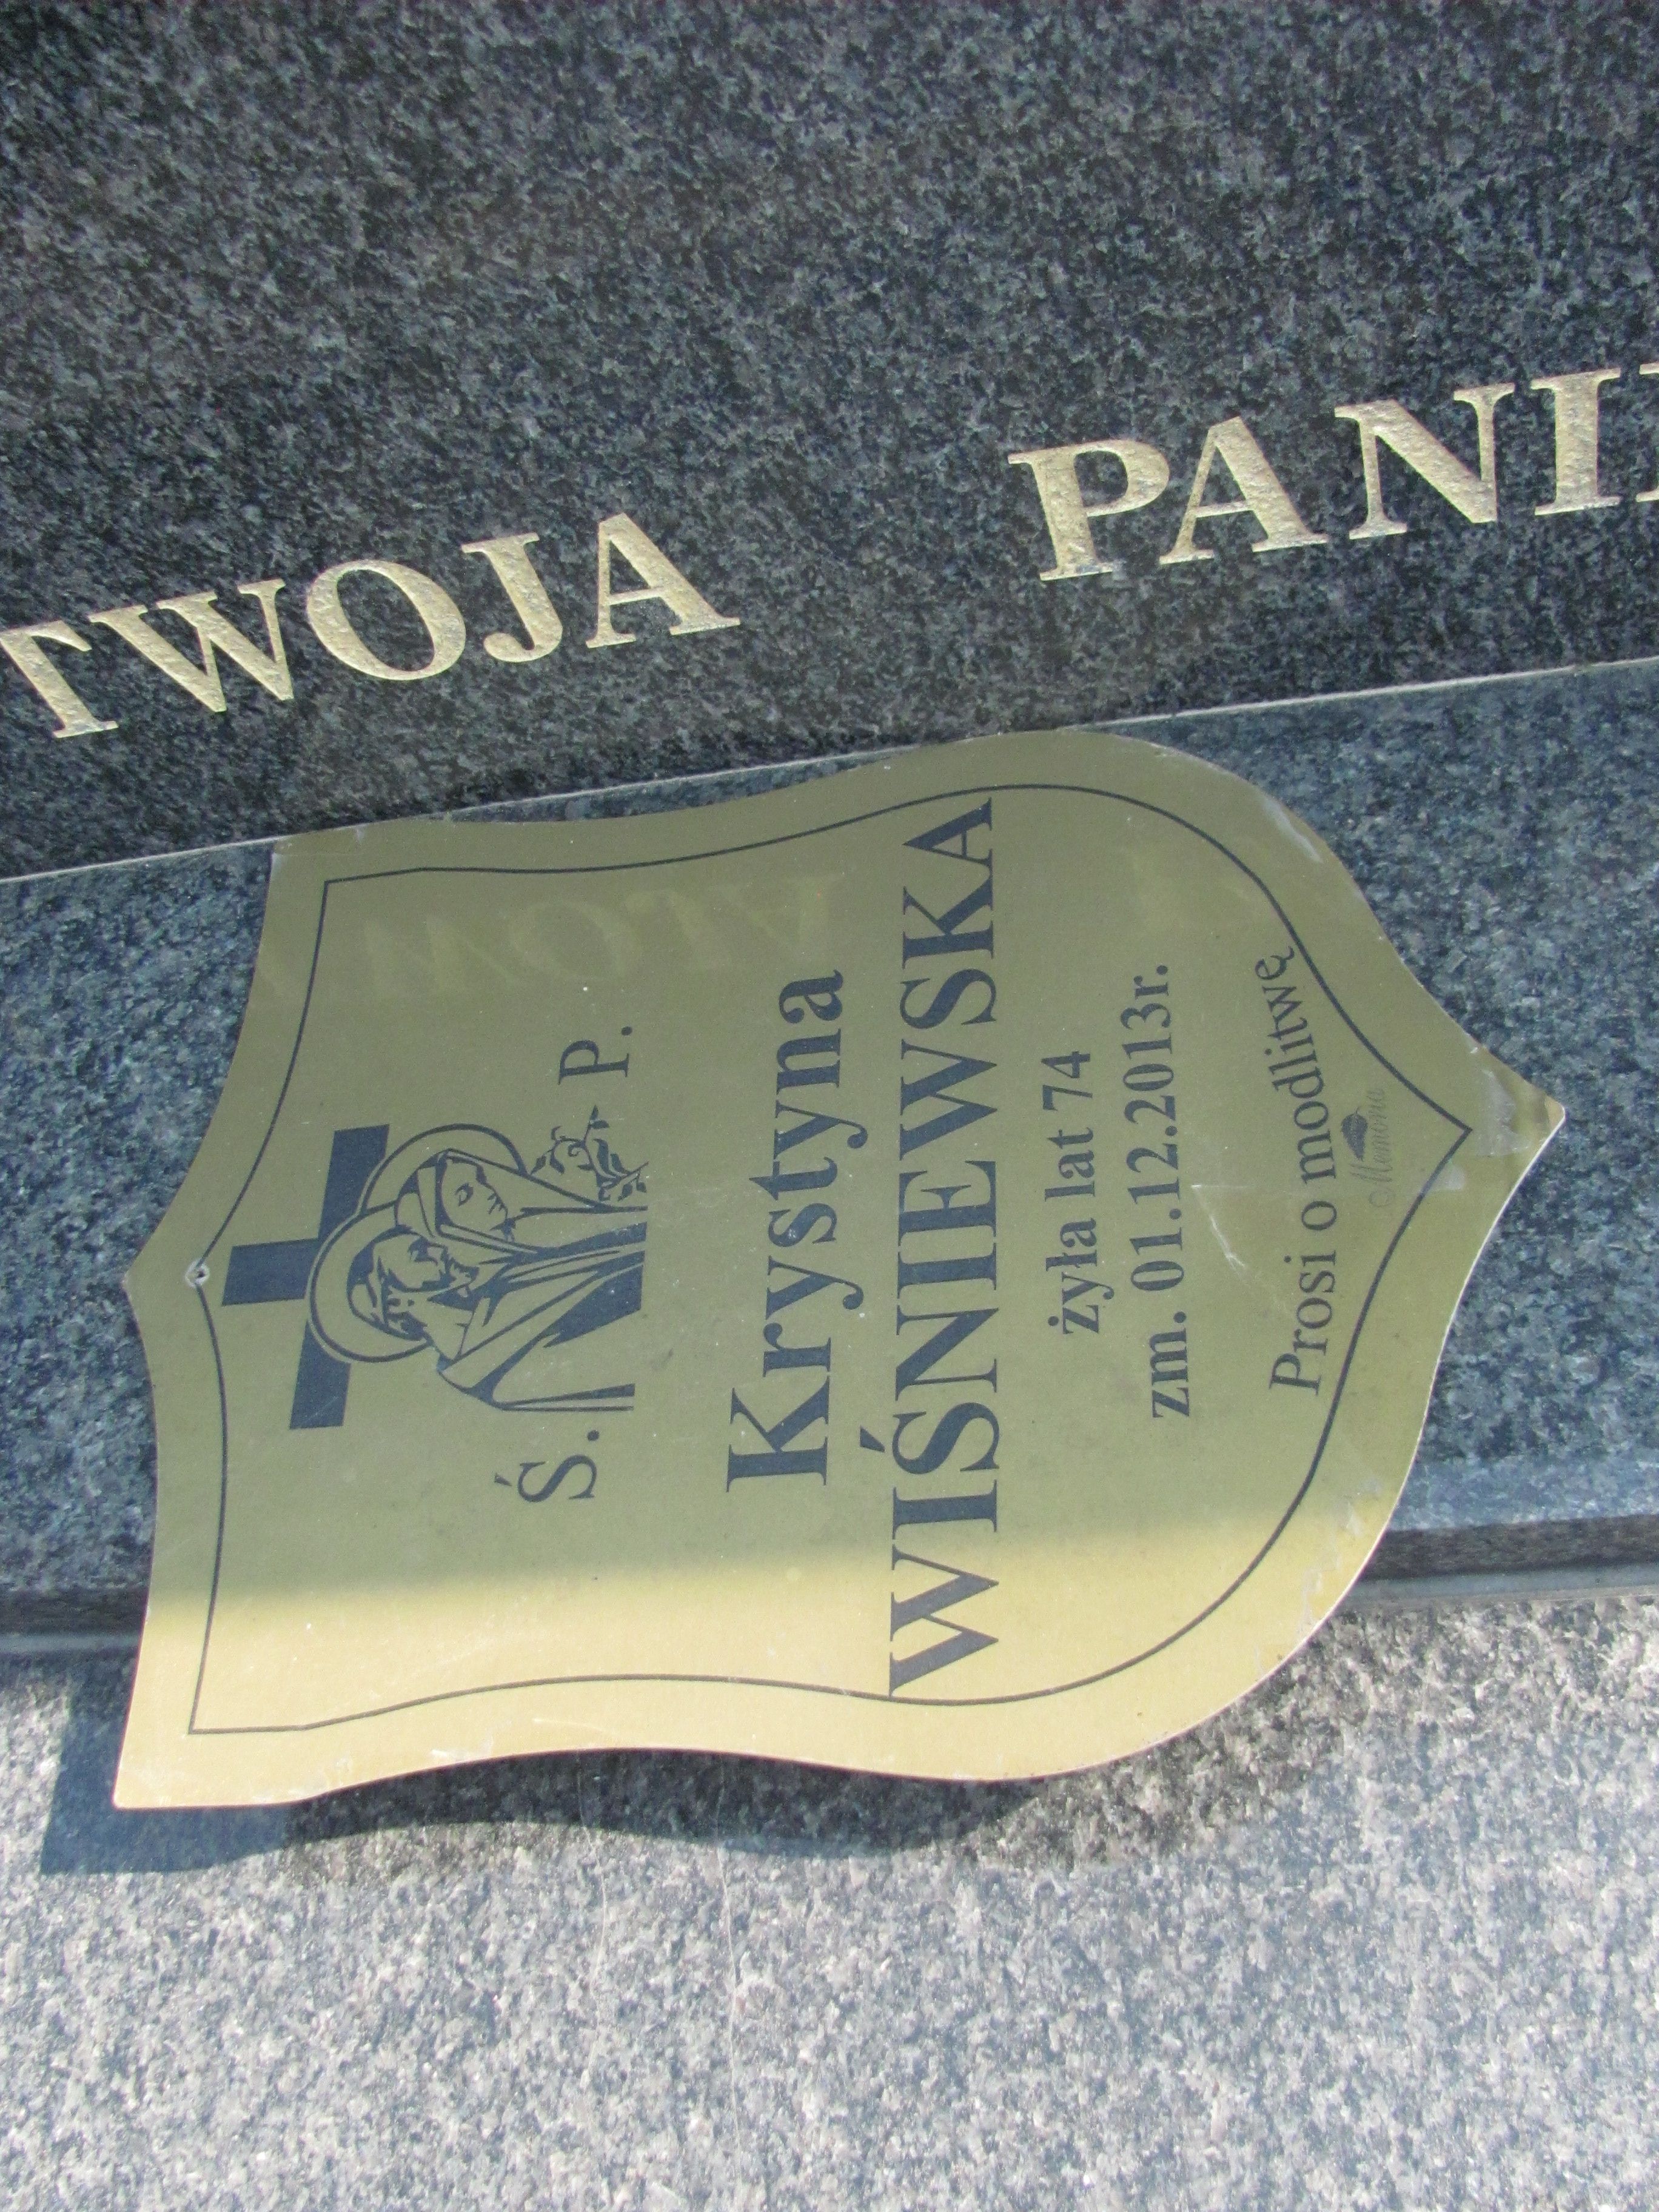 TWOJA PANI
Ś. P.
Krystyna
WIŚNIEWSKA
żyła lat 74
zm. 01.12.2013r.
Prosi o modlitwę